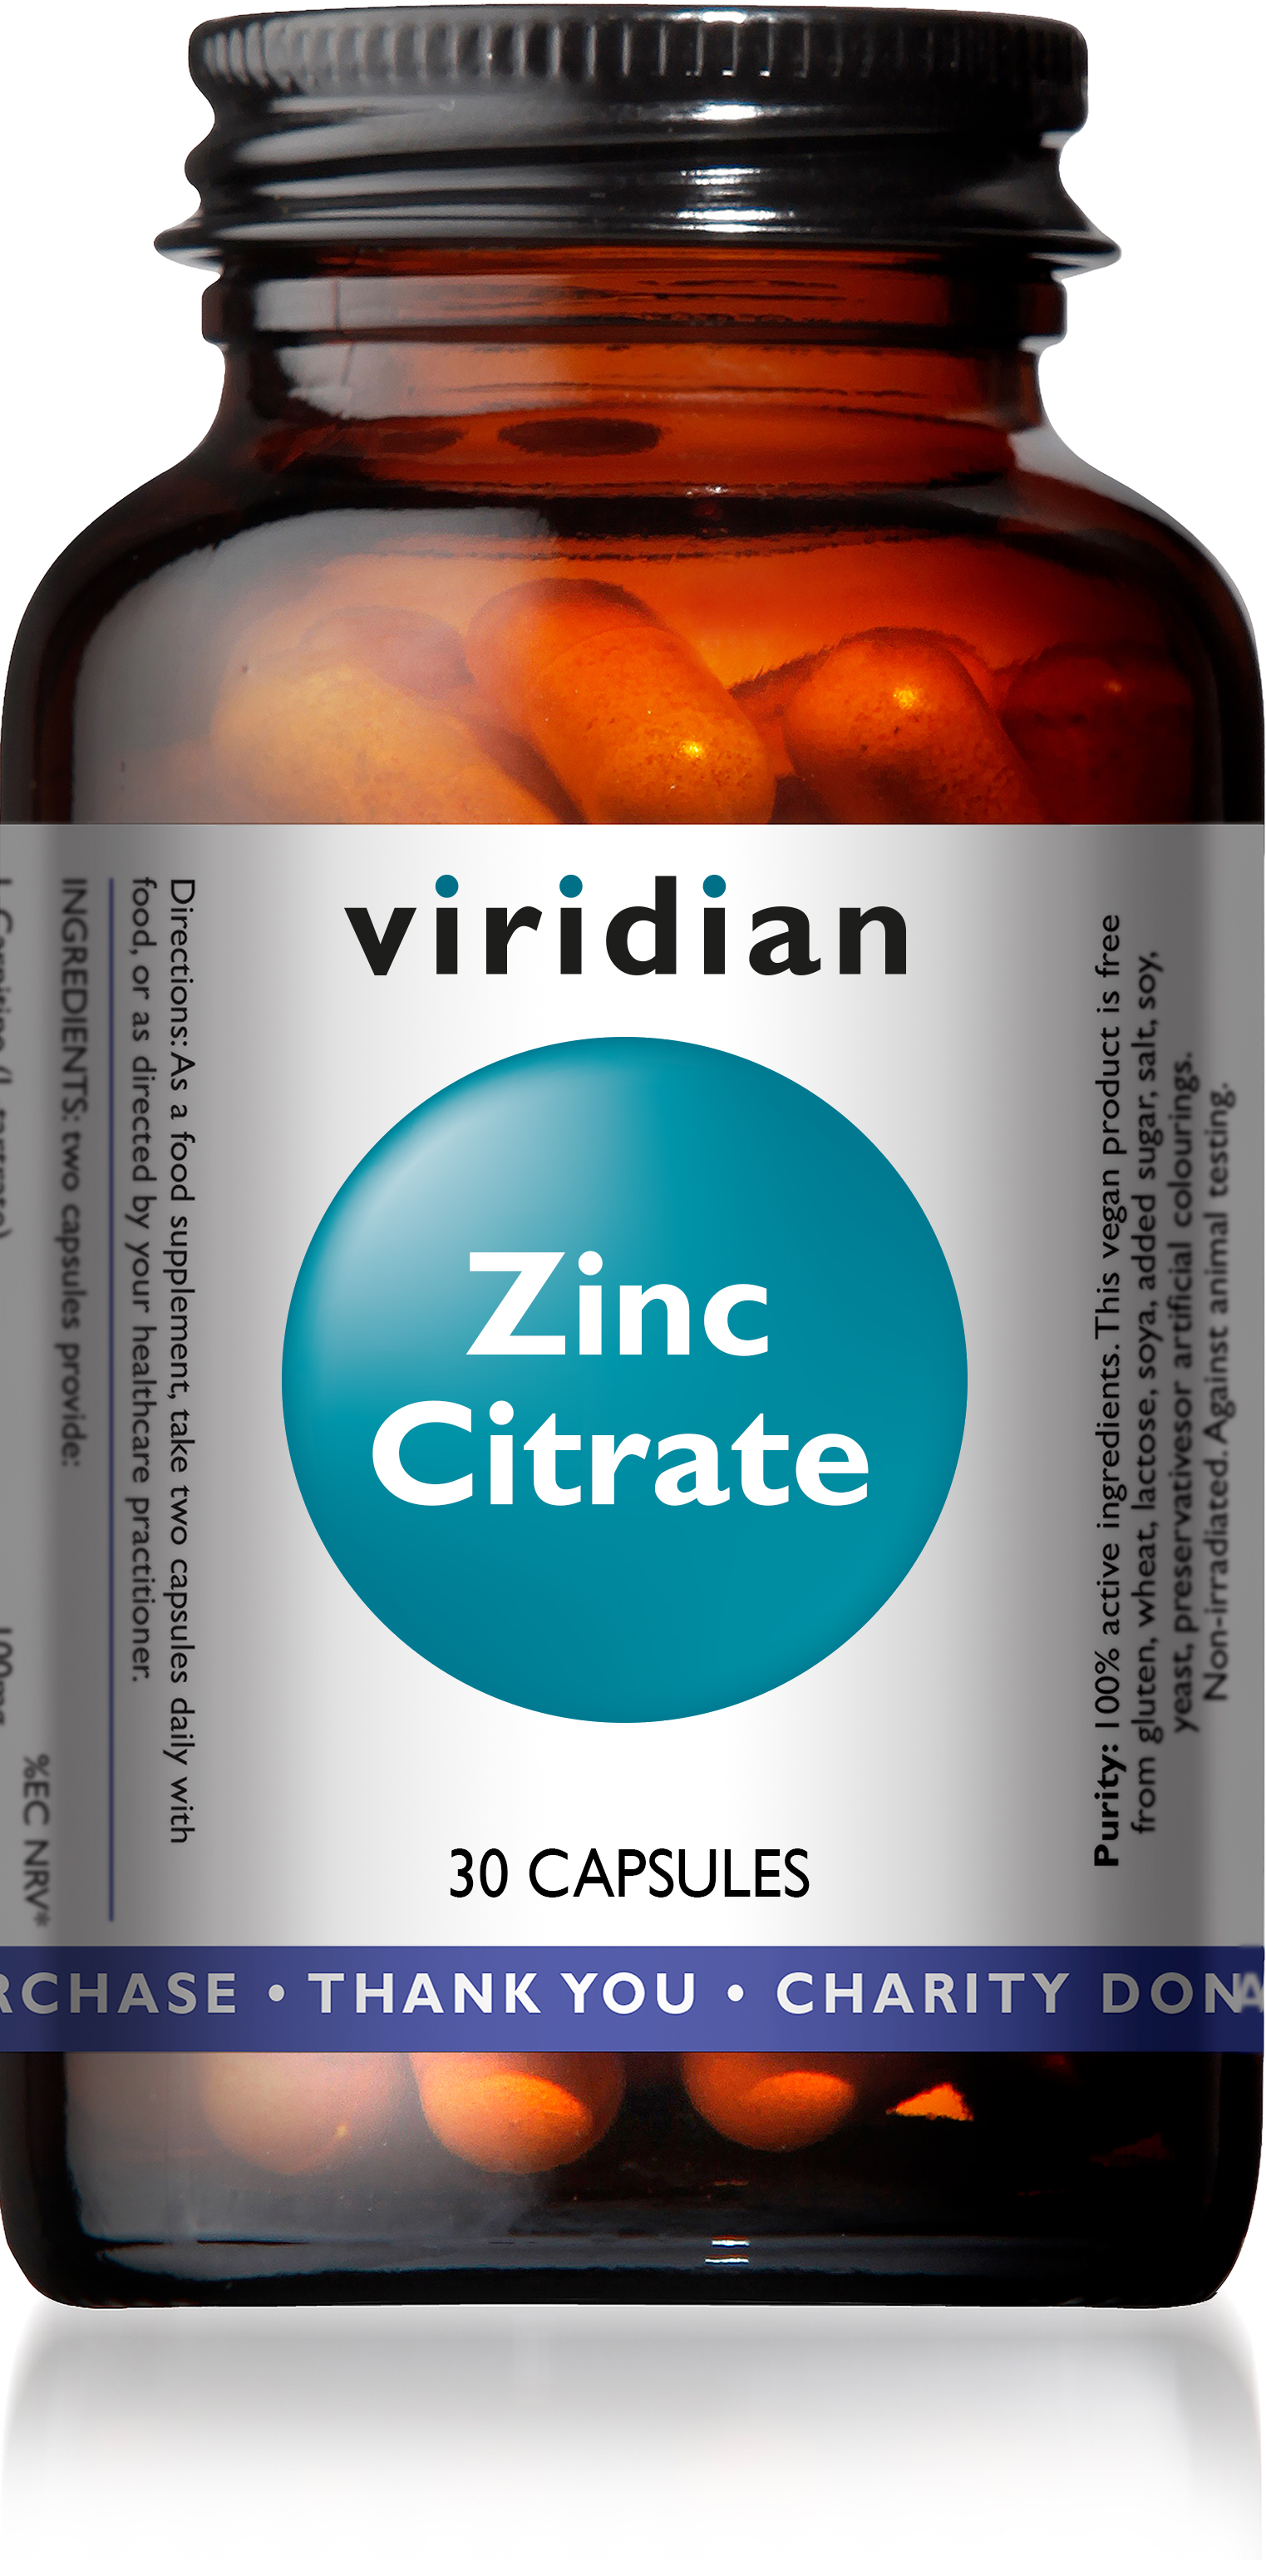 viridian
Zinc
Citrate
30 CAPSULES
RCHASE • THANK YOU • CHARITY DONA
Directions: As a food supplement, take two capsules daily with
food, or as directed by your healthcare practitioner.
INGREDIENTS: two capsules provide:
%EC NRV*
100mg
Purity: 100% active ingredients. This vegan product is free
from gluten, wheat, lactose, soya, added sugar, salt, soy,
yeast, preservativesor artificial colourings.
Non-irradiated. Against animal testing.